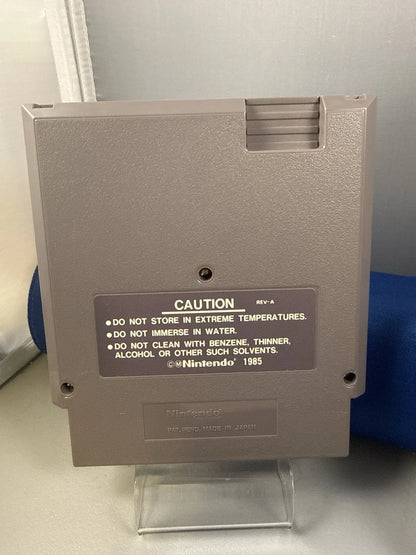 CAUTION REV-A
●DO NOT STORE IN EXTREME TEMPERATURES.
●DO NOT IMMERSE IN WATER.
●DO NOT CLEAN WITH BENZENE, THINNER,
ALCOHOL OR OTHER SUCH SOLVENTS.
©Ⓜ Nintendo® 1985
Nintendo®
PAT. PEND. MADE IN JAPAN